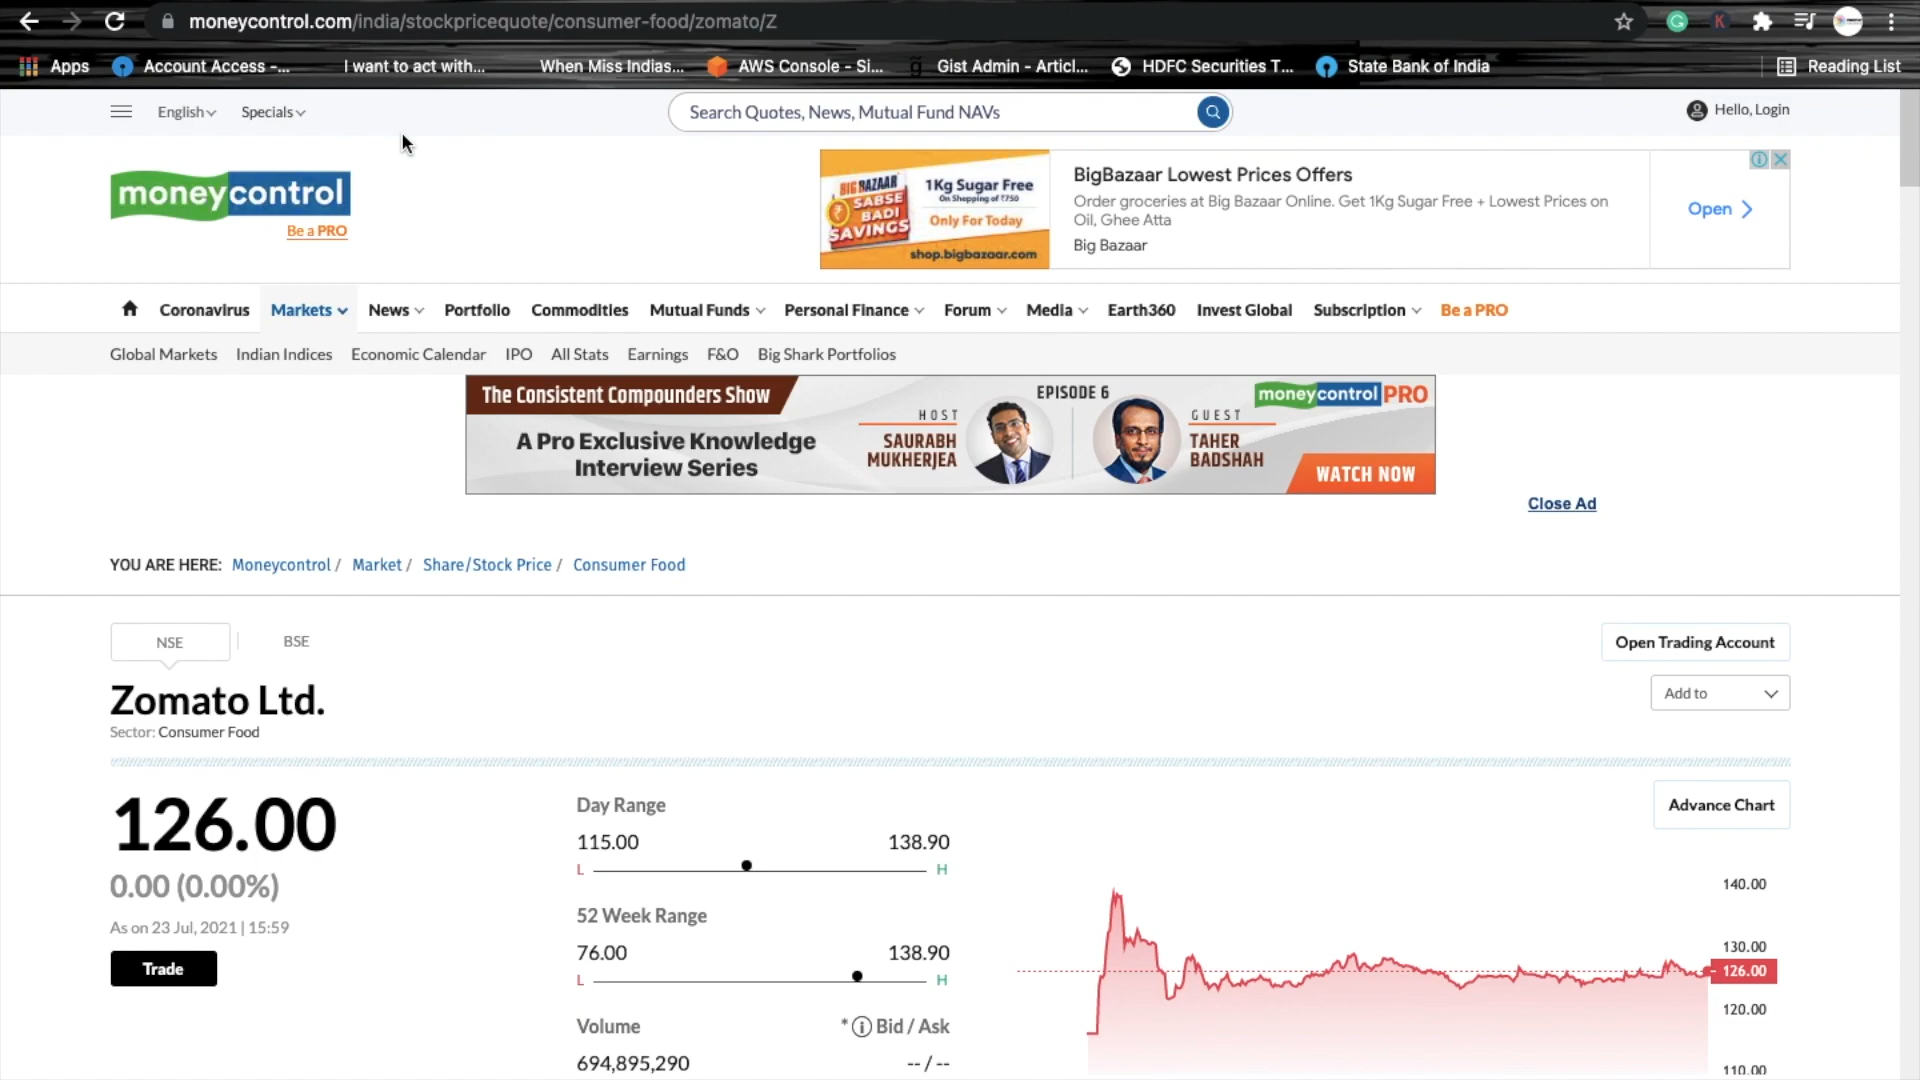 moneycontrol.com/india/stockpricequote/consumer-food/zomato/Z
Apps
Account Access -...
I want to act with...
When Miss Indias...
AWS Console - Si...
Gist Admin - Articl...
HDFC Securities T...
State Bank of India
Reading List
English
Specials
Search Quotes, News, Mutual Fund NAVs
Hello, Login
moneycontrol
Be a PRO
BIG BAZAAR
SABSE
BADI
SAVINGS
1Kg Sugar Free
On Shopping of ₹750
Only For Today
shop.bigbazaar.com
BigBazaar Lowest Prices Offers
Order groceries at Big Bazaar Online. Get 1Kg Sugar Free + Lowest Prices on
Oil, Ghee Atta
Big Bazaar
Open
Coronavirus
Markets
News
Portfolio
Commodities
Mutual Funds
Personal Finance
Forum
Media
Earth360
Invest Global
Subscription
Be a PRO
Global Markets
Indian Indices
Economic Calendar
IPO
All Stats
Earnings
F&O
Big Shark Portfolios
The Consistent Compounders Show
A Pro Exclusive Knowledge
Interview Series
HOST
SAURABH
MUKHERJEA
EPISODE 6
GUEST
TAHER
BADSHAH
moneycontrol PRO
WATCH NOW
Close Ad
YOU ARE HERE: Moneycontrol / Market / Share/Stock Price / Consumer Food
NSE
BSE
Open Trading Account
Zomato Ltd.
Add to
Sector: Consumer Food
126.00
0.00 (0.00%)
As on 23 Jul, 2021 | 15:59
Trade
Day Range
115.00 138.90
L H
52 Week Range
76.00 138.90
L H
Volume * Bid / Ask
694,895,290 -- / --
Advance Chart
140.00
130.00
126.00
120.00
110.00